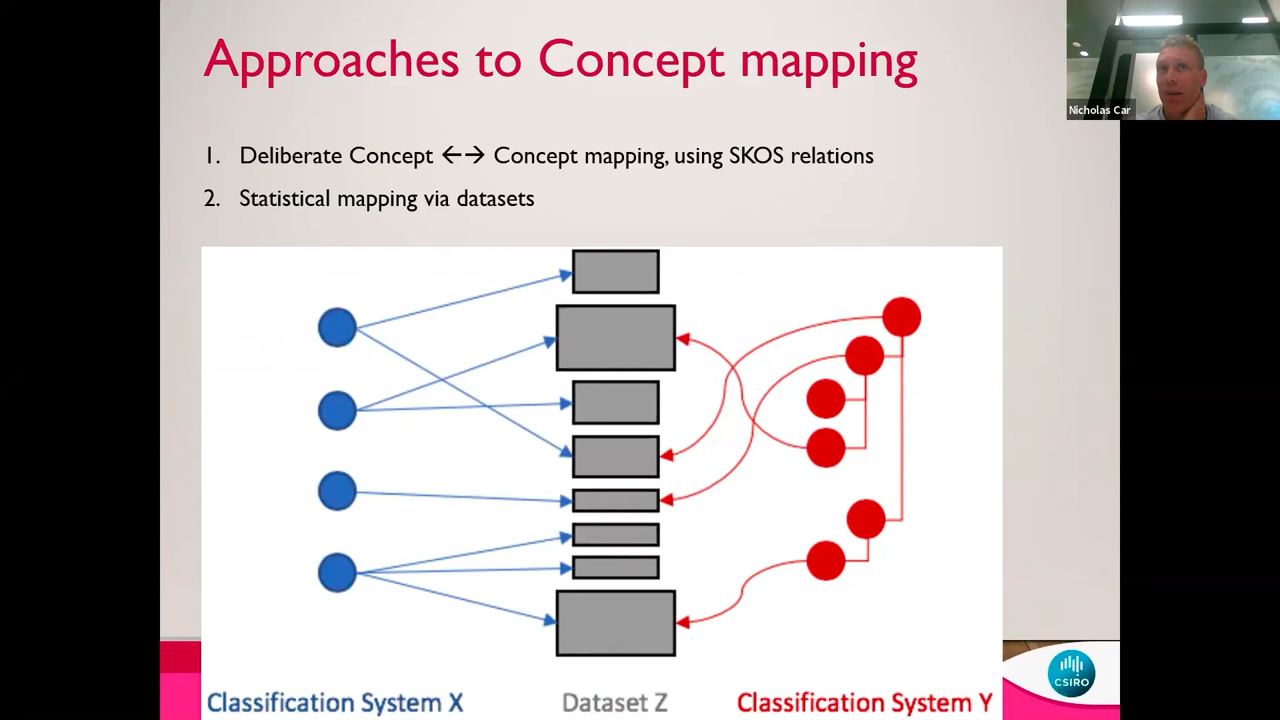 Approaches to Concept mapping
Nicholas Car
1. Deliberate Concept ←→ Concept mapping, using SKOS relations
2. Statistical mapping via datasets
CSIRO
Classification System X
Dataset Z
Classification System Y